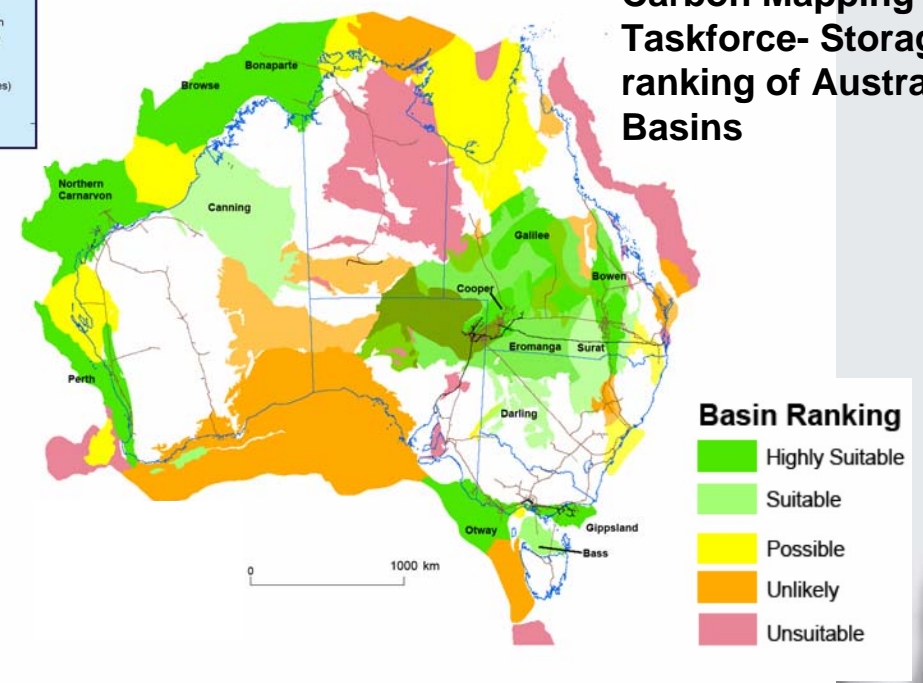 Carbon Mapping
Taskforce- Storag
ranking of Austra
Basins
es)
Bonaparte
Browse
Northern
Carnarvon
Canning
Galilee
Bowen
Cooper
Eromanga
Surat
Perth
Darling
Otway
Gippsland
Bass
0
1000 km
Basin Ranking
Highly Suitable
Suitable
Possible
Unlikely
Unsuitable